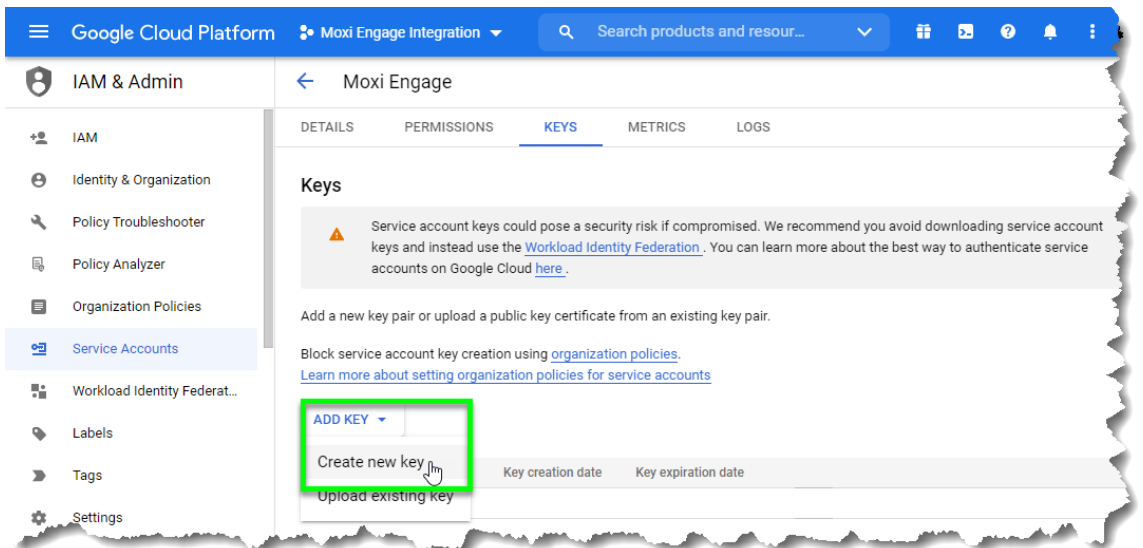 Google Cloud Platform
Moxi Engage Integration
Search products and resour...
IAM & Admin
Moxi Engage
IAM
Identity & Organization
Policy Troubleshooter
Policy Analyzer
Organization Policies
Service Accounts
Workload Identity Federat...
Labels
Tags
Settings
DETAILS PERMISSIONS KEYS METRICS LOGS
Keys
Service account keys could pose a security risk if compromised. We recommend you avoid downloading service account
keys and instead use the Workload Identity Federation . You can learn more about the best way to authenticate service
accounts on Google Cloud here .
Add a new key pair or upload a public key certificate from an existing key pair.
Block service account key creation using organization policies.
Learn more about setting organization policies for service accounts
ADD KEY
Create new key
Upload existing key
Key creation date Key expiration date